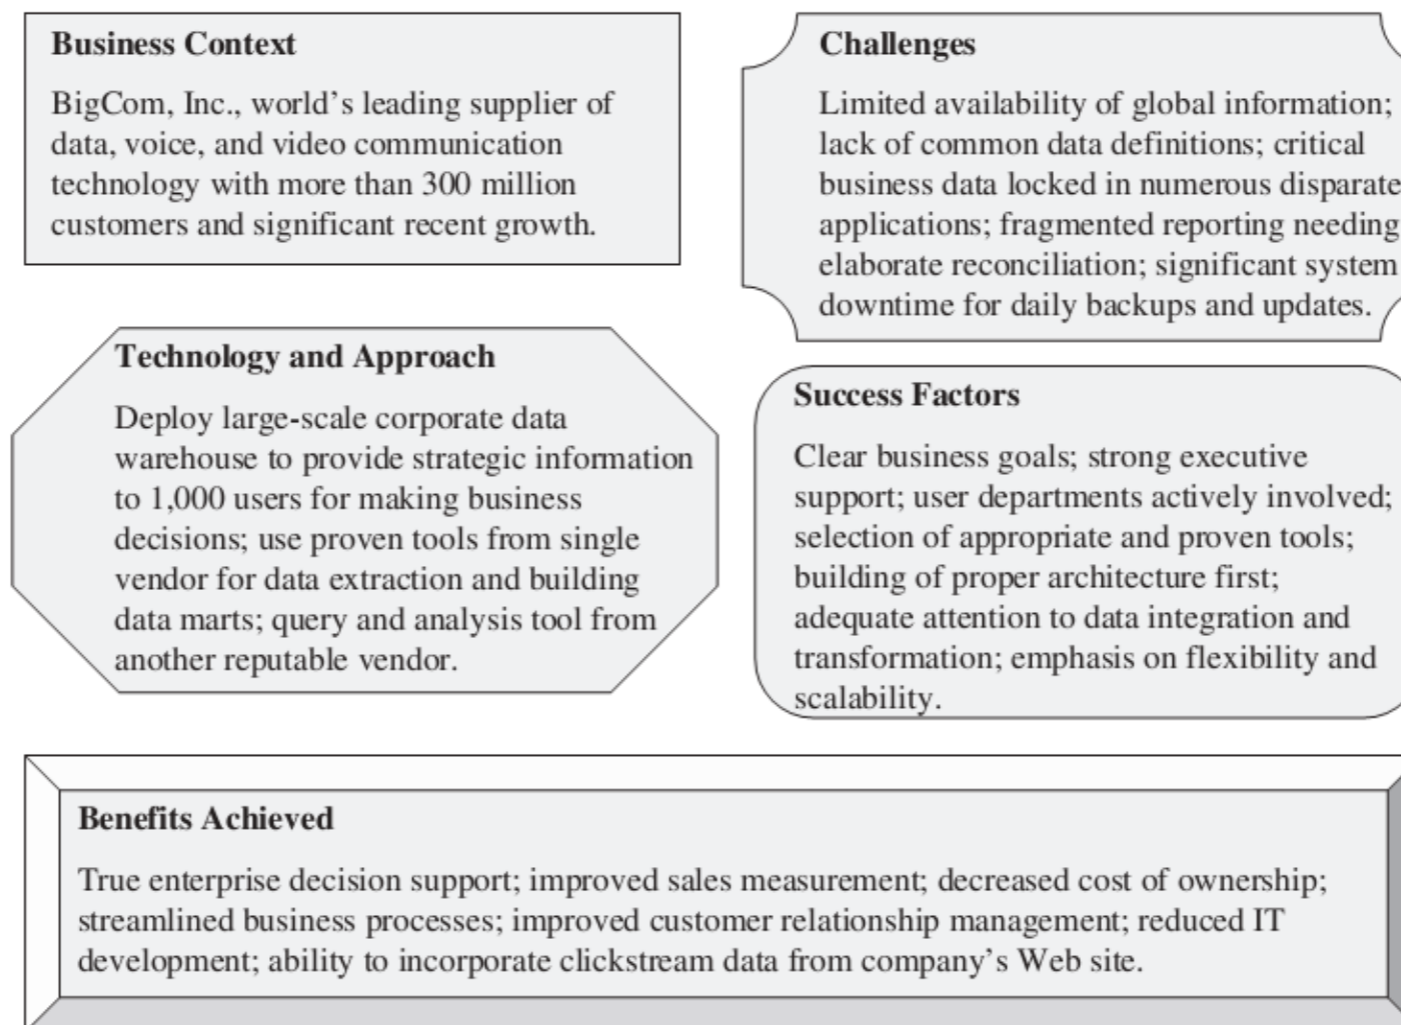 Business Context
BigCom, Inc., world's leading supplier of
data, voice, and video communication
technology with more than 300 million
customers and significant recent growth.
Challenges
Limited availability of global information;
lack of common data definitions; critical
business data locked in numerous disparate
applications; fragmented reporting needing
elaborate reconciliation; significant system
downtime for daily backups and updates.
Technology and Approach
Deploy large-scale corporate data
warehouse to provide strategic information
to 1,000 users for making business
decisions; use proven tools from single
vendor for data extraction and building
data marts; query and analysis tool from
another reputable vendor.
Success Factors
Clear business goals; strong executive
support; user departments actively involved;
selection of appropriate and proven tools;
building of proper architecture first;
adequate attention to data integration and
transformation; emphasis on flexibility and
scalability.
Benefits Achieved
True enterprise decision support; improved sales measurement; decreased cost of ownership;
streamlined business processes; improved customer relationship management; reduced IT
development; ability to incorporate clickstream data from company's Web site.